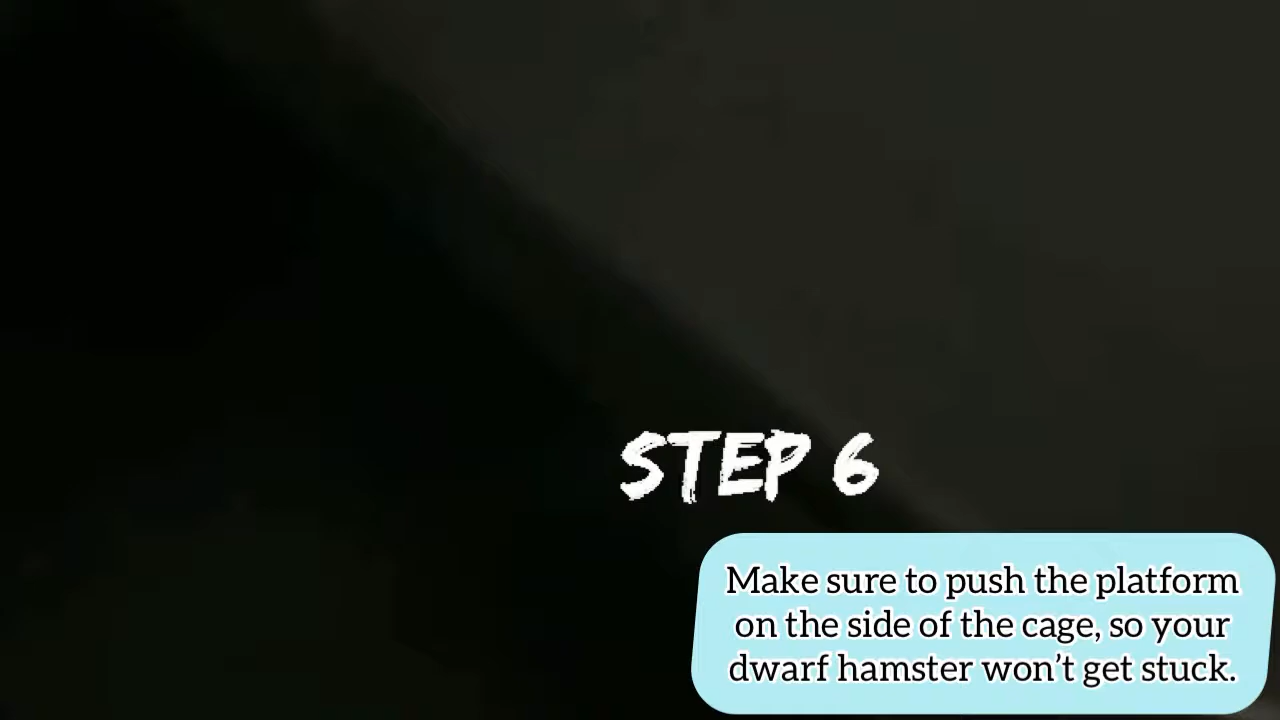 STEP 6
Make sure to push the platform
on the side of the cage, so your
dwarf hamster won’t get stuck.